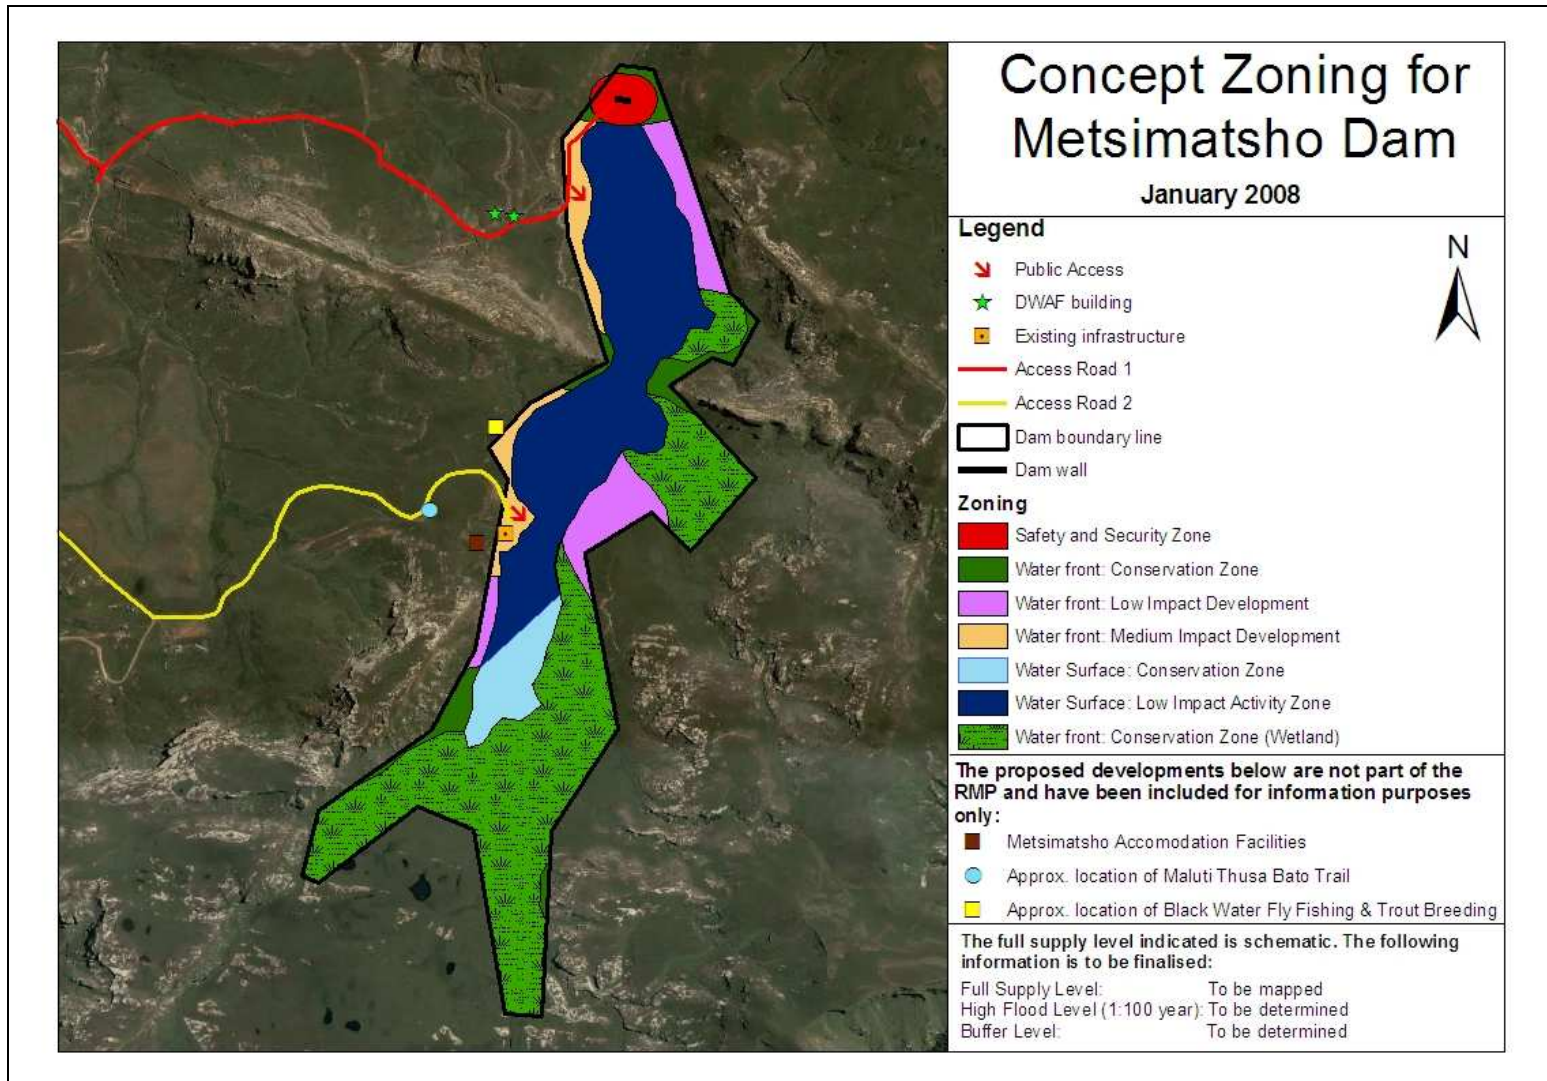 Concept Zoning for
Metsimatsho Dam
January 2008
Legend
N
Public Access
DWAF building
Existing infrastructure
Access Road 1
Access Road 2
Dam boundary line
Dam wall
Zoning
Safety and Security Zone
Water front: Conservation Zone
Water front: Low Impact Development
Water front: Medium Impact Development
Water Surface: Conservation Zone
Water Surface: Low Impact Activity Zone
Water front: Conservation Zone (Wetland)
The proposed developments below are not part of the
RMP and have been included for information purposes
only:
Metsimatsho Accomodation Facilities
Approx. location of Maluti Thusa Bato Trail
Approx. location of Black Water Fly Fishing & Trout Breeding
The full supply level indicated is schematic. The following
information is to be finalised:
Full Supply Level: To be mapped
High Flood Level (1:100 year): To be determined
Buffer Level: To be determined